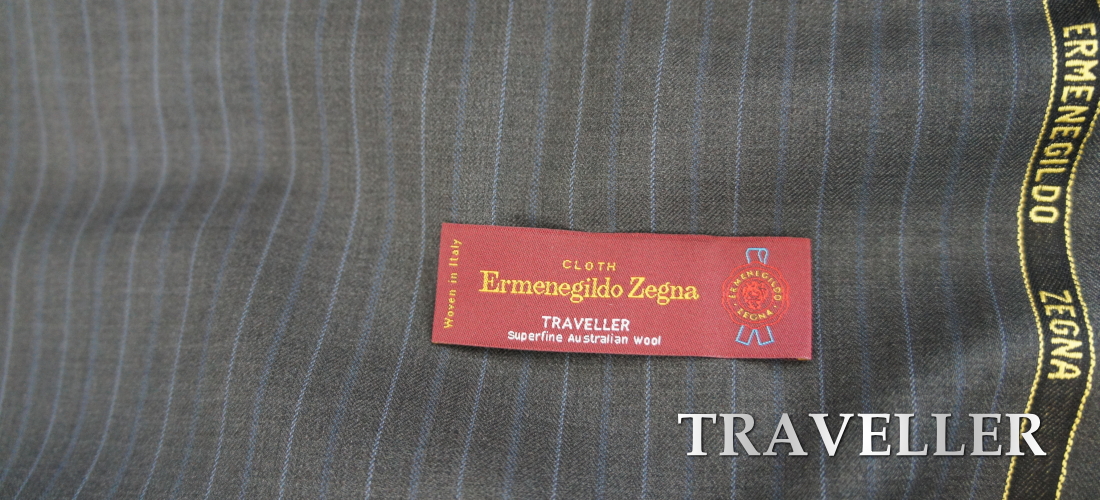 Woven in Italy
CLOTH
Ermenegildo Zegna
TRAVELLER
Superfine Australian Wool
ERMENEGILDO
ZEGNA
ERMENEGILDO
ZEGNA
TRAVELLER